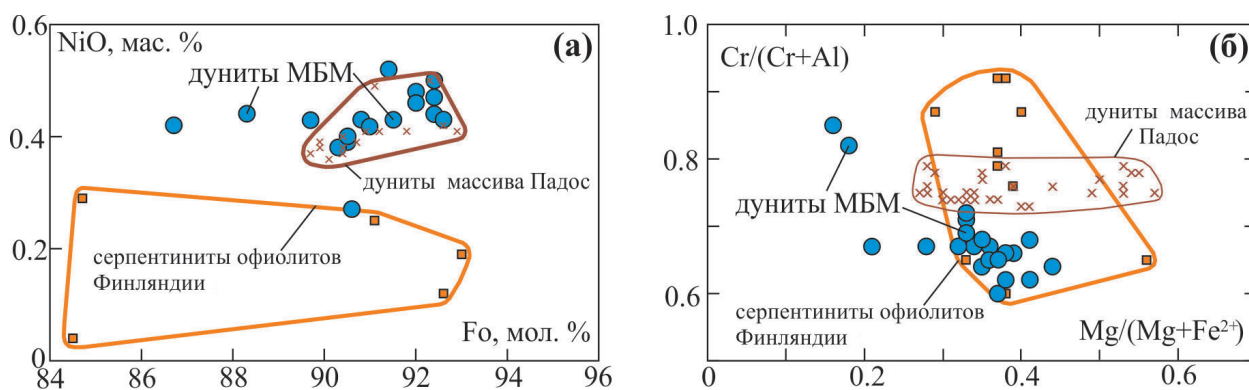 0.6
NiO, мас. %
(а)
дуниты МБМ
0.4
дуниты массива Падос
0.2
серпентиниты офиолитов
Финляндии
Fo, мол. %
0
84 86 88 90 92 94 96
1.0
Cr/(Cr+Al)
(б)
дуниты массива
Падос
0.8
дуниты МБМ
0.6
серпентиниты офиолитов
Финляндии
Mg/(Mg+Fe²⁺)
0 0.2 0.4 0.6